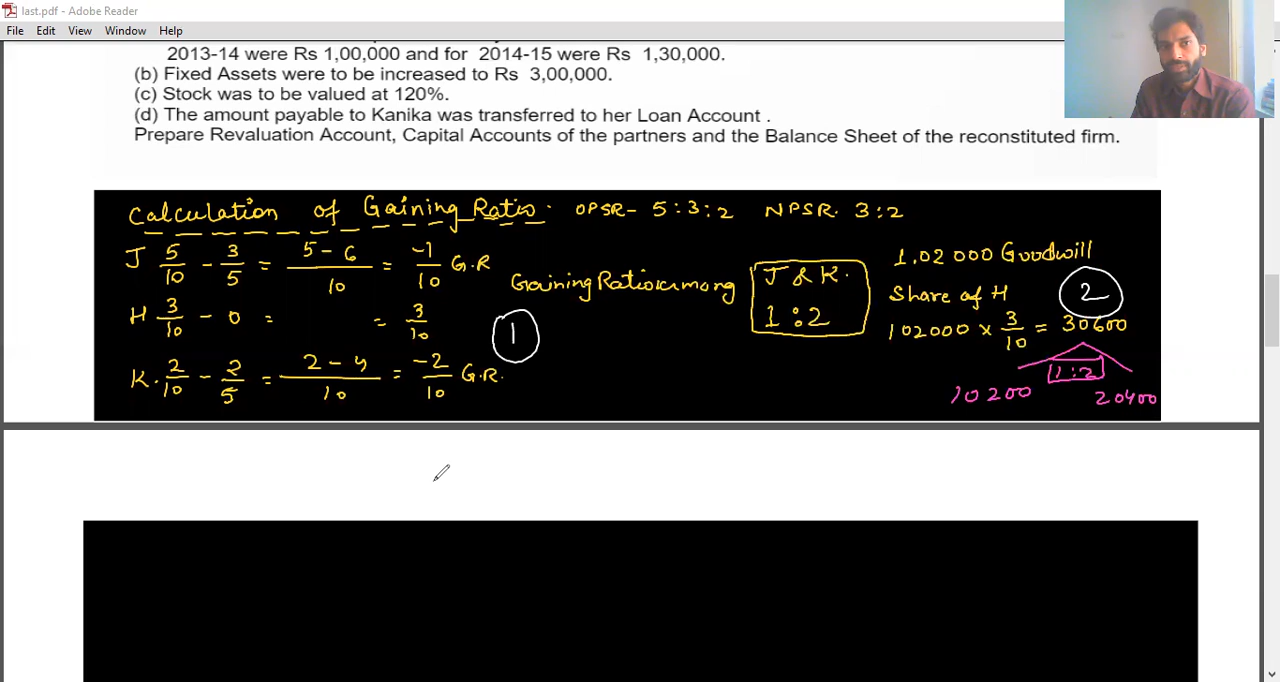 last.pdf - Adobe Reader
File Edit View Window Help
2013-14 were Rs 1,00,000 and for 2014-15 were Rs 1,30,000.
(b) Fixed Assets were to be increased to Rs 3,00,000.
(c) Stock was to be valued at 120%.
(d) The amount payable to Kanika was transferred to her Loan Account .
Prepare Revaluation Account, Capital Accounts of the partners and the Balance Sheet of the reconstituted firm.
Calculation of Gaining Ratio. OPSR- 5:3:2 NPSR. 3:2
J 5/10 - 3/5 = 5-6/10 = -1/10 G.R
H 3/10 - 0 = = 3/10
K. 2/10 - 2/5 = 2-4/10 = -2/10 G.R.
1
Gaining Ratio among
J & K.
1:2
1.02 000 Goodwill
Share of H
2
102000 x 3/10 = 30600
1:2
10200 20400